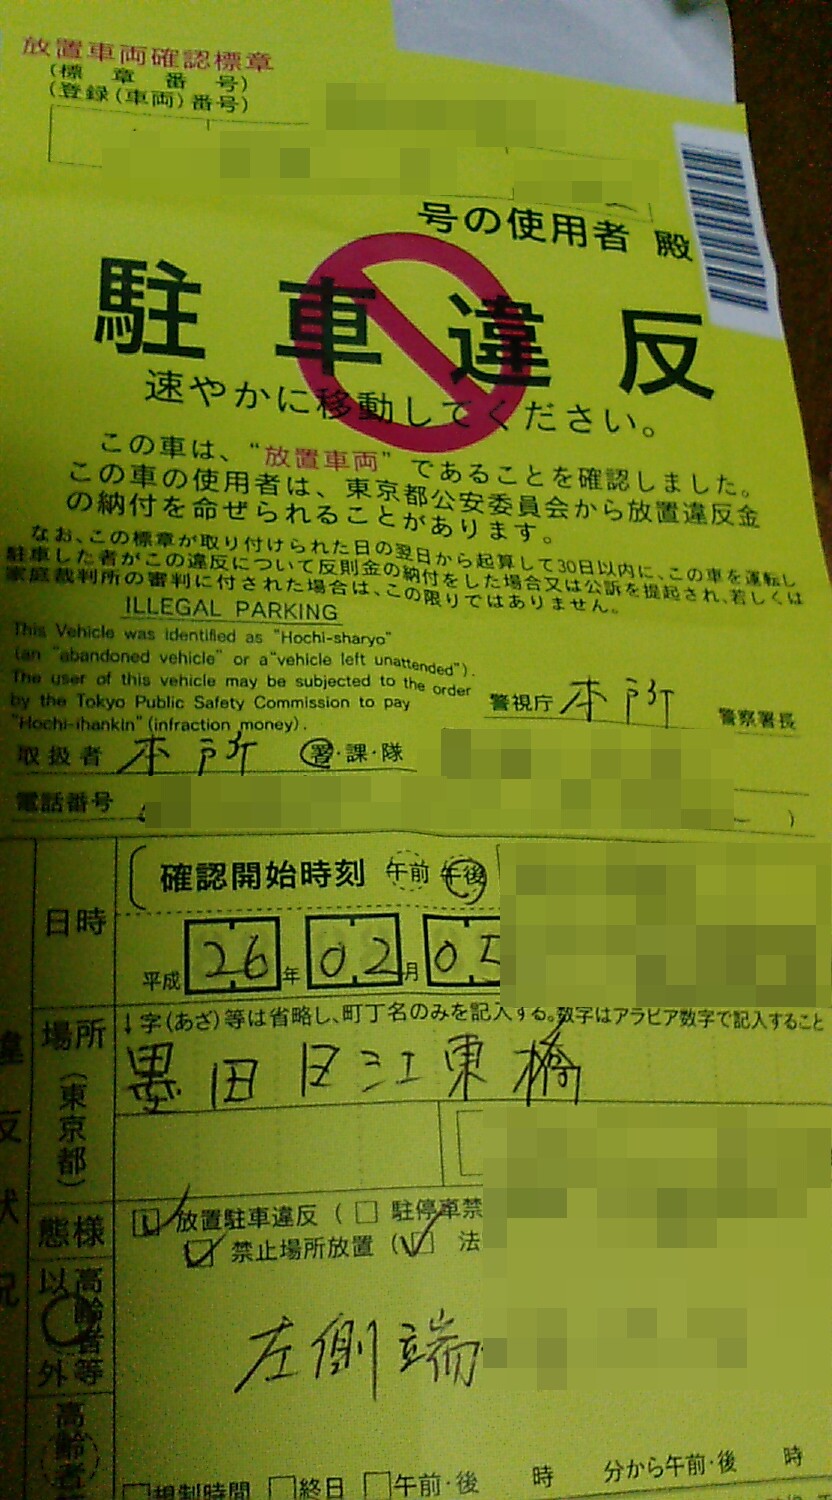 放置車両確認標章
(標章番号)
(登録(車両)番号)
号の使用者 殿
駐車違反
速やかに移動してください。
この車は、“放置車両”であることを確認しました。
この車の使用者は、東京都公安委員会から放置違反金
の納付を命ぜられることがあります。
なお、この標章が取り付けられた日の翌日から起算して30日以内に、この車を運転し
駐車した者がこの違反について反則金の納付をした場合又は公訴を提起され、若しくは
家庭裁判所の審判に付された場合は、この限りではありません。
ILLEGAL PARKING
This Vehicle was identified as "Hochi-sharyo"
(an "abandoned vehicle" or a "vehicle left unattended").
The user of this vehicle may be subjected to the order
by the Tokyo Public Safety Commission to pay
"Hochi-ihankin" (infraction money).
警視庁 本所 警察署長
取扱者 本所 署・課・隊
電話番号 ( )
日時
確認開始時刻 午前 午後
平成 26 年 02 月 05
場所(東京都)
↓字(あざ)等は省略し、町丁名のみを記入する。数字はアラビア数字で記入すること
墨田区江東橋
違反状況
態様
放置駐車違反(□ 駐停車禁
禁止場所放置(□ 法
高齢者等以外
左側端
高齢者
□規制時間 □終日 □午前・後 時 分から午前・後 時